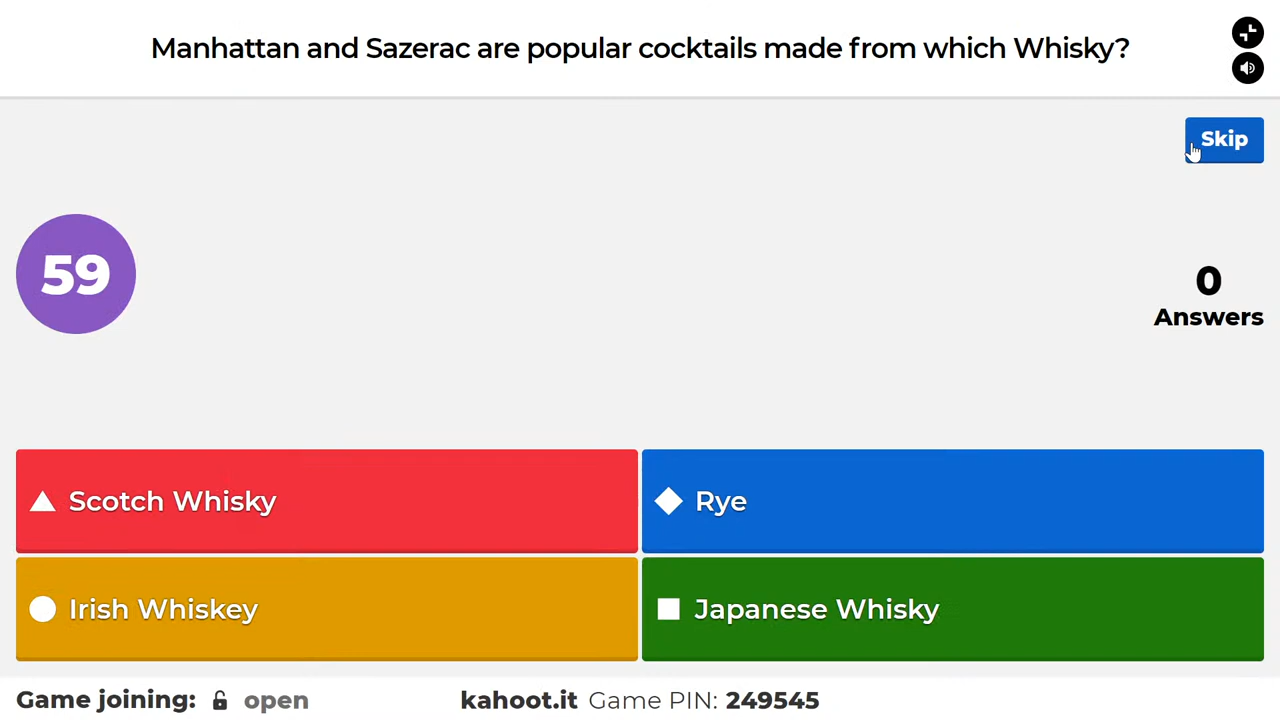 Manhattan and Sazerac are popular cocktails made from which Whisky?
Skip
59
0
Answers
Scotch Whisky
Rye
Irish Whiskey
Japanese Whisky
Game joining: open
kahoot.it Game PIN: 249545